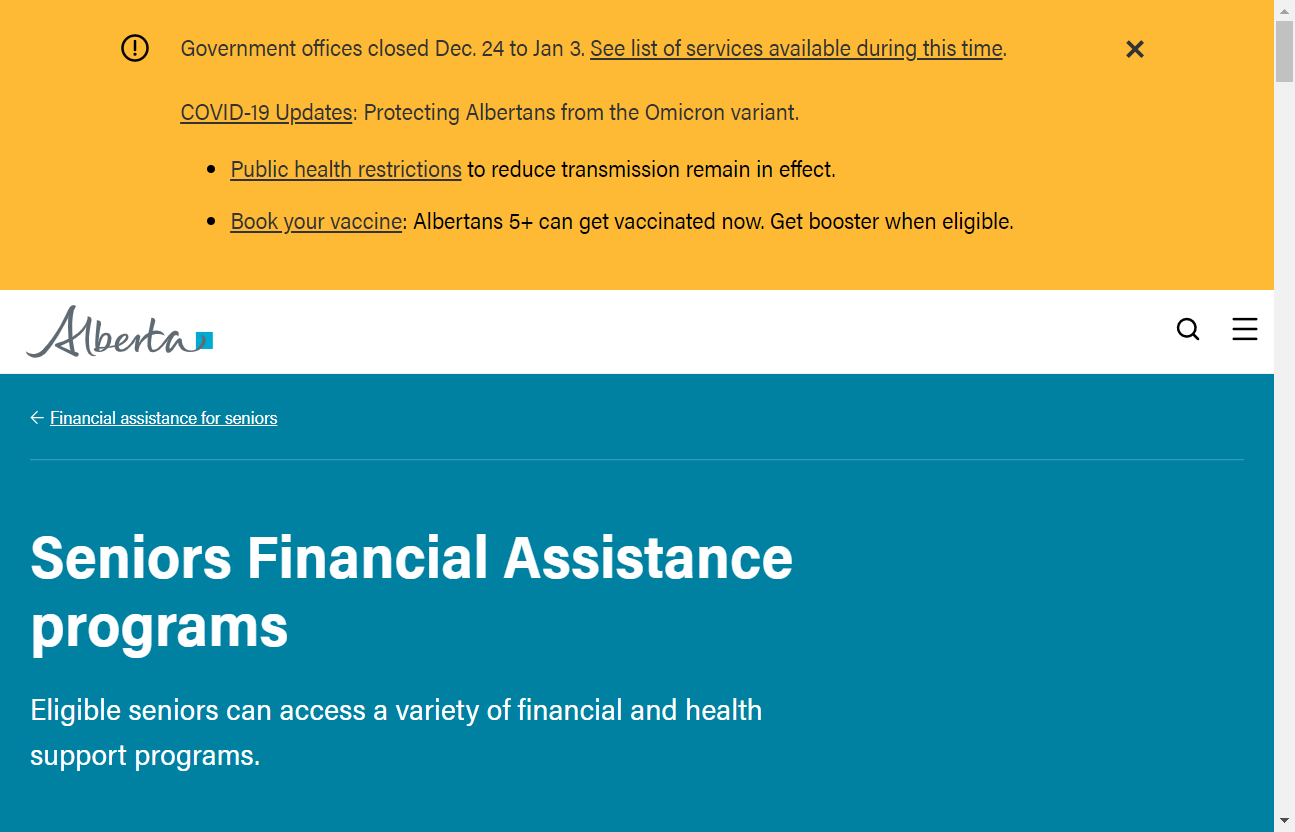 Government offices closed Dec. 24 to Jan 3. See list of services available during this time.
COVID-19 Updates: Protecting Albertans from the Omicron variant.
Public health restrictions to reduce transmission remain in effect.
Book your vaccine: Albertans 5+ can get vaccinated now. Get booster when eligible.
Alberta
Financial assistance for seniors
Seniors Financial Assistance
programs
Eligible seniors can access a variety of financial and health
support programs.